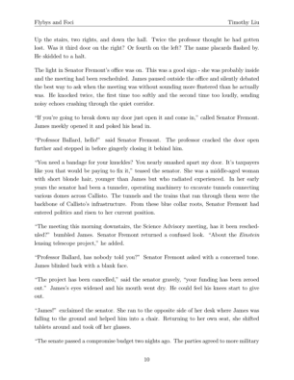 Flybys and Foci Timothy Liu
Up the stairs, two rights, and down the hall. Twice the professor thought he had gotten
lost. Was it third door on the right? Or fourth on the left? The name placards flashed by.
He skidded to a halt.
The light in Senator Fermont's office was on. This was a good sign - she was probably inside
and the meeting had been rescheduled. James paused outside the office and silently debated
the best way to ask when the meeting was without sounding more flustered than he actually
was. He knocked twice, the first time too softly and the second time too loudly, sending
noisy echoes crashing through the quiet corridor.
"If you're going to break down my door just open it and come in," called Senator Fermont.
James meekly opened it and poked his head in.
"Professor Ballard, hello!" said Senator Fermont. The professor cracked the door open
further and stepped in before gingerly closing it behind him.
"You need a bandage for your knuckles? You nearly smashed apart my door. It's taxpayers
like you that would be paying to fix it," teased the senator. She was a middle-aged woman
with short blonde hair, younger than James but who radiated experienced. In her early
years the senator had been a tunneler, operating machinery to excavate tunnels connecting
various domes across Callisto. The tunnels and the trains that ran through them were the
backbone of Callisto's infrastructure. From these blue collar roots, Senator Fermont had
entered politics and risen to her current position.
"The meeting this morning downstairs, the Science Advisory meeting, has it been resched-
uled?" bumbled James. Senator Fermont returned a confused look. "About the Einstein
lensing telescope project," he added.
"Professor Ballard, has nobody told you?" Senator Fermont asked with a concerned tone.
James blinked back with a blank face.
"The project has been cancelled," said the senator gravely, "your funding has been zeroed
out." James's eyes widened and his mouth went dry. He could feel his knees start to give
out.
"James!" exclaimed the senator. She ran to the opposite side of her desk where James was
falling to the ground and helped him into a chair. Returning to her own seat, she shifted
tablets around and took off her glasses.
"The senate passed a compromise budget two nights ago. The parties agreed to more military
10